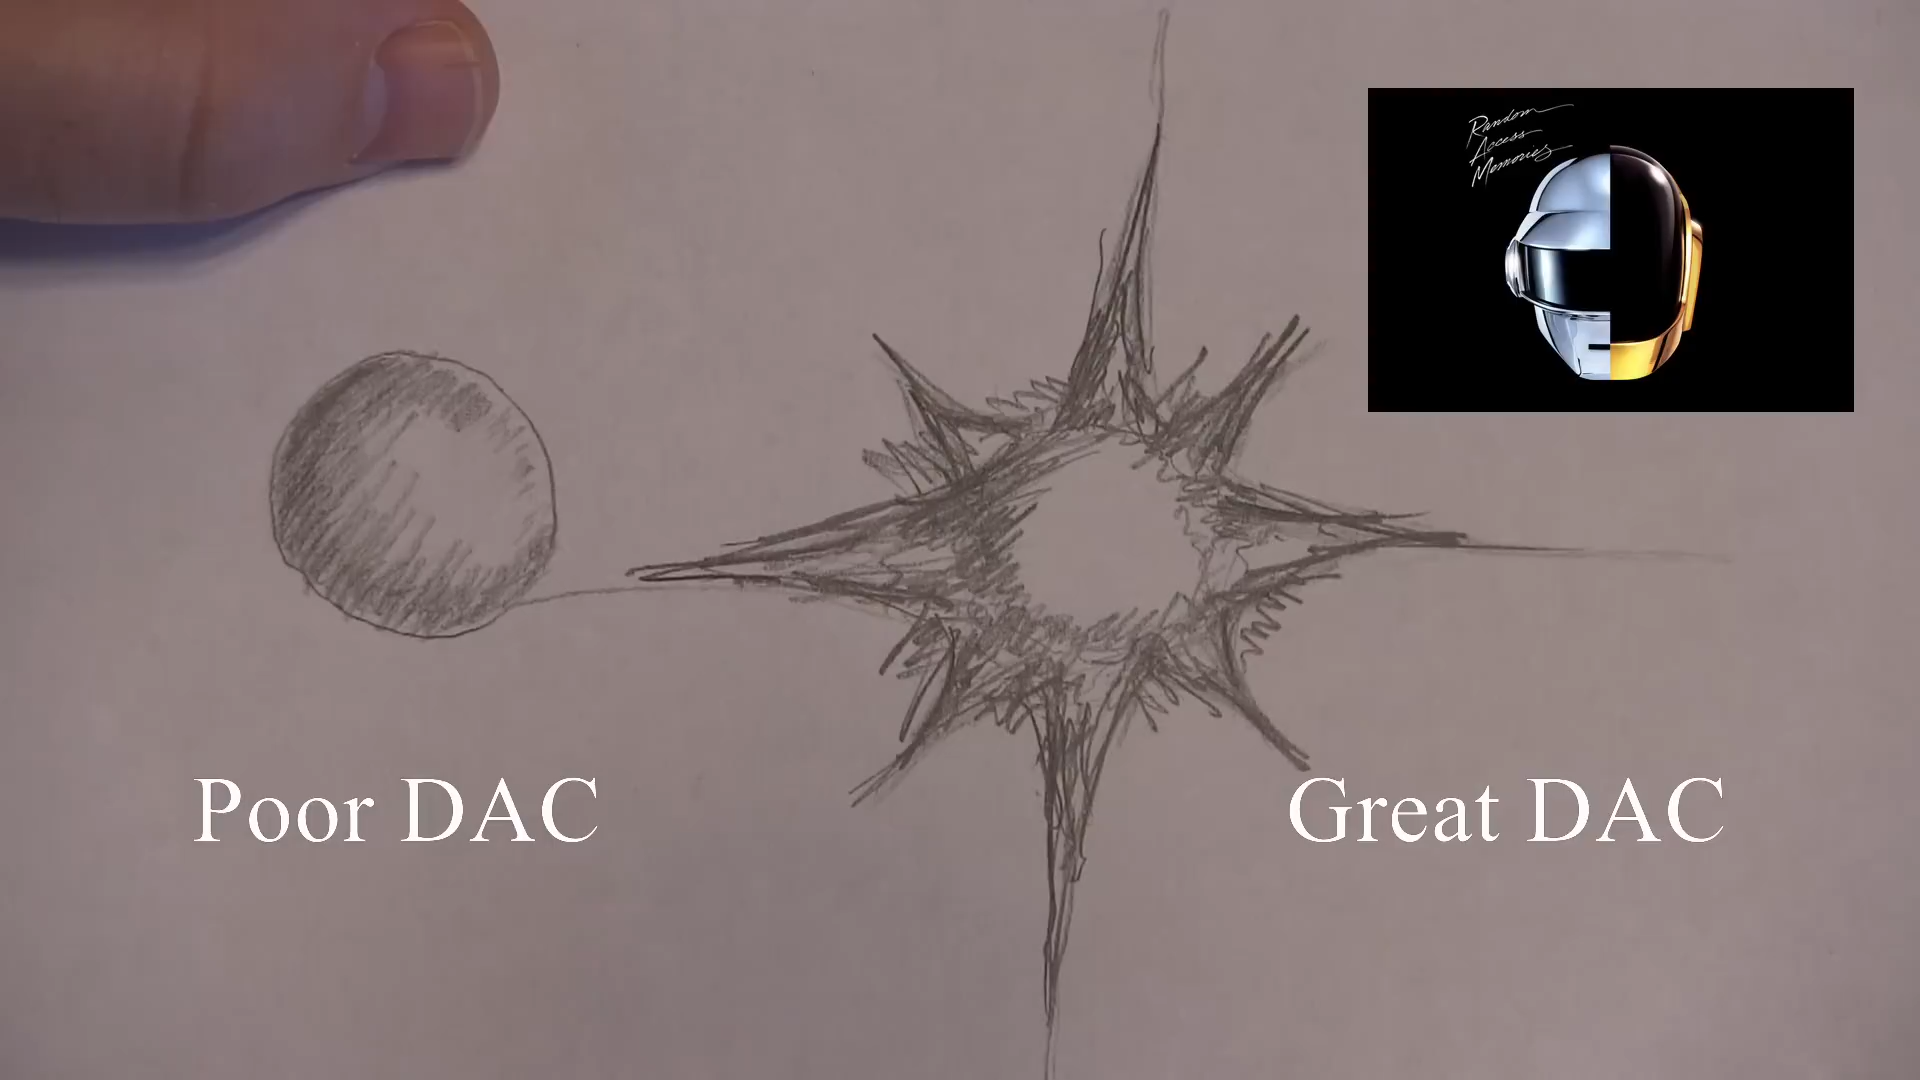 Random
Access
Memories
Poor DAC
Great DAC